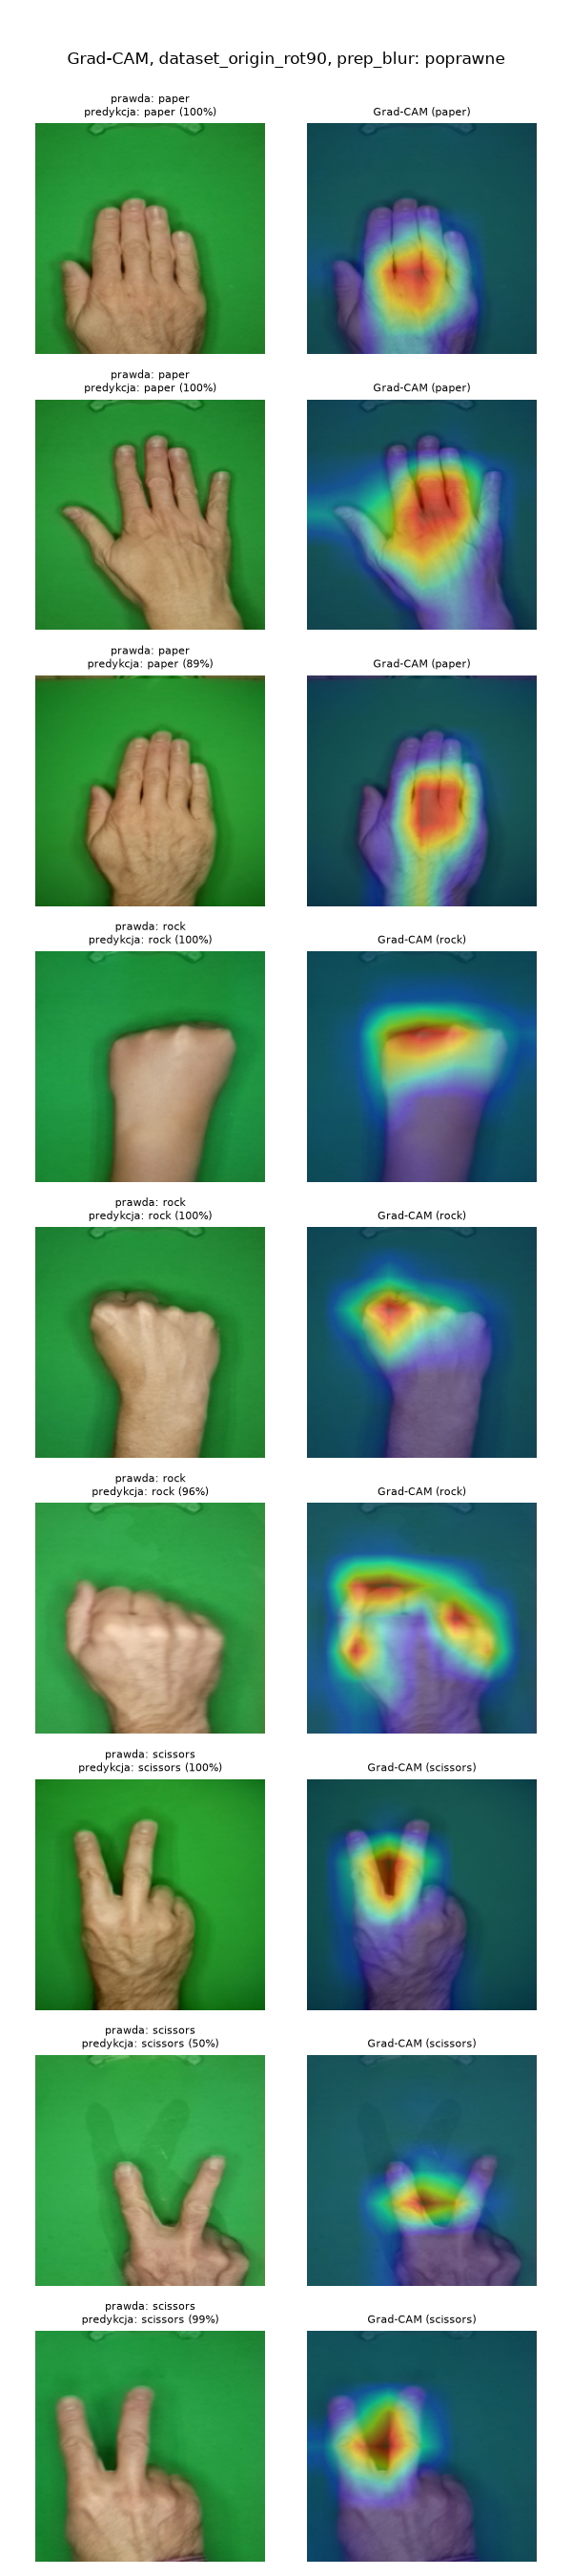 Grad-CAM, dataset_origin_rot90, prep_blur: poprawne
prawda: paper
predykcja: paper (100%)
Grad-CAM (paper)
prawda: paper
predykcja: paper (100%)
Grad-CAM (paper)
prawda: paper
predykcja: paper (89%)
Grad-CAM (paper)
prawda: rock
predykcja: rock (100%)
Grad-CAM (rock)
prawda: rock
predykcja: rock (100%)
Grad-CAM (rock)
prawda: rock
predykcja: rock (96%)
Grad-CAM (rock)
prawda: scissors
predykcja: scissors (100%)
Grad-CAM (scissors)
prawda: scissors
predykcja: scissors (50%)
Grad-CAM (scissors)
prawda: scissors
predykcja: scissors (99%)
Grad-CAM (scissors)